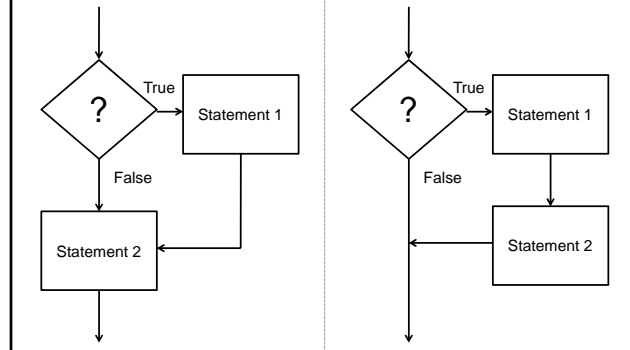 ?
True
Statement 1
False
Statement 2
?
True
Statement 1
False
Statement 2